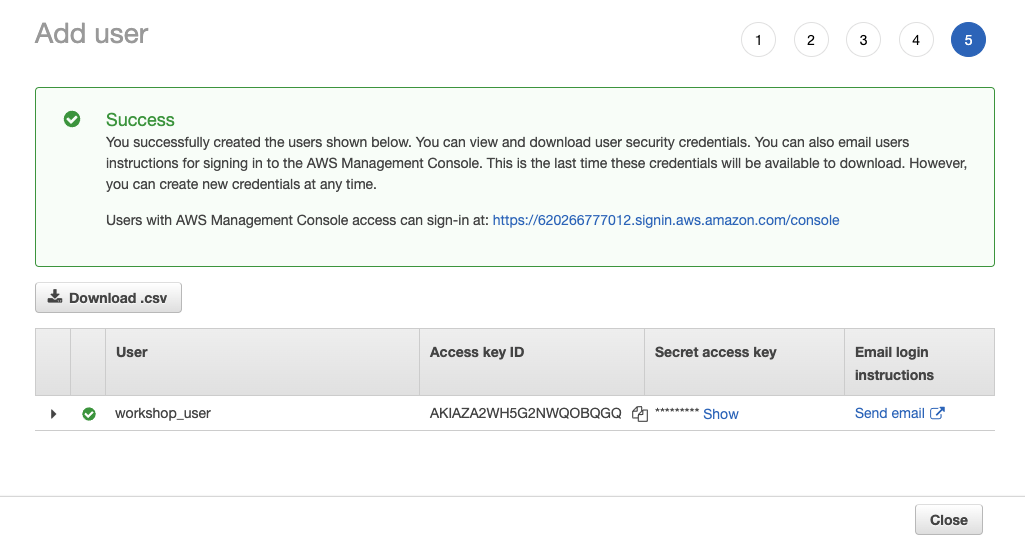 Add user
1 2 3 4 5
Success
You successfully created the users shown below. You can view and download user security credentials. You can also email users
instructions for signing in to the AWS Management Console. This is the last time these credentials will be available to download. However,
you can create new credentials at any time.
Users with AWS Management Console access can sign-in at: https://620266777012.signin.aws.amazon.com/console
Download .csv
User Access key ID Secret access key Email login
instructions
workshop_user AKIAZA2WH5G2NWQOBQGQ ********* Show Send email
Close